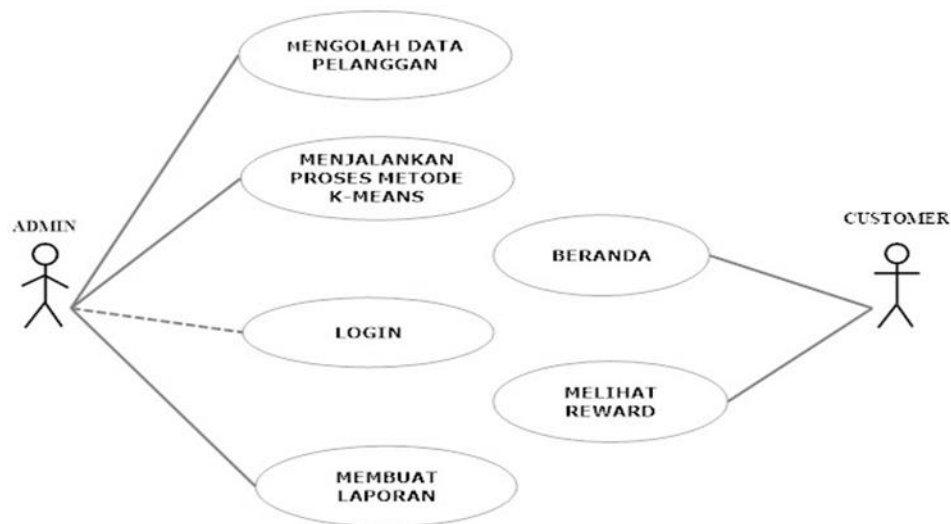 MENGOLAH DATA
PELANGGAN
MENJALANKAN
PROSES METODE
K-MEANS
ADMIN
CUSTOMER
BERANDA
LOGIN
MELIHAT
REWARD
MEMBUAT
LAPORAN